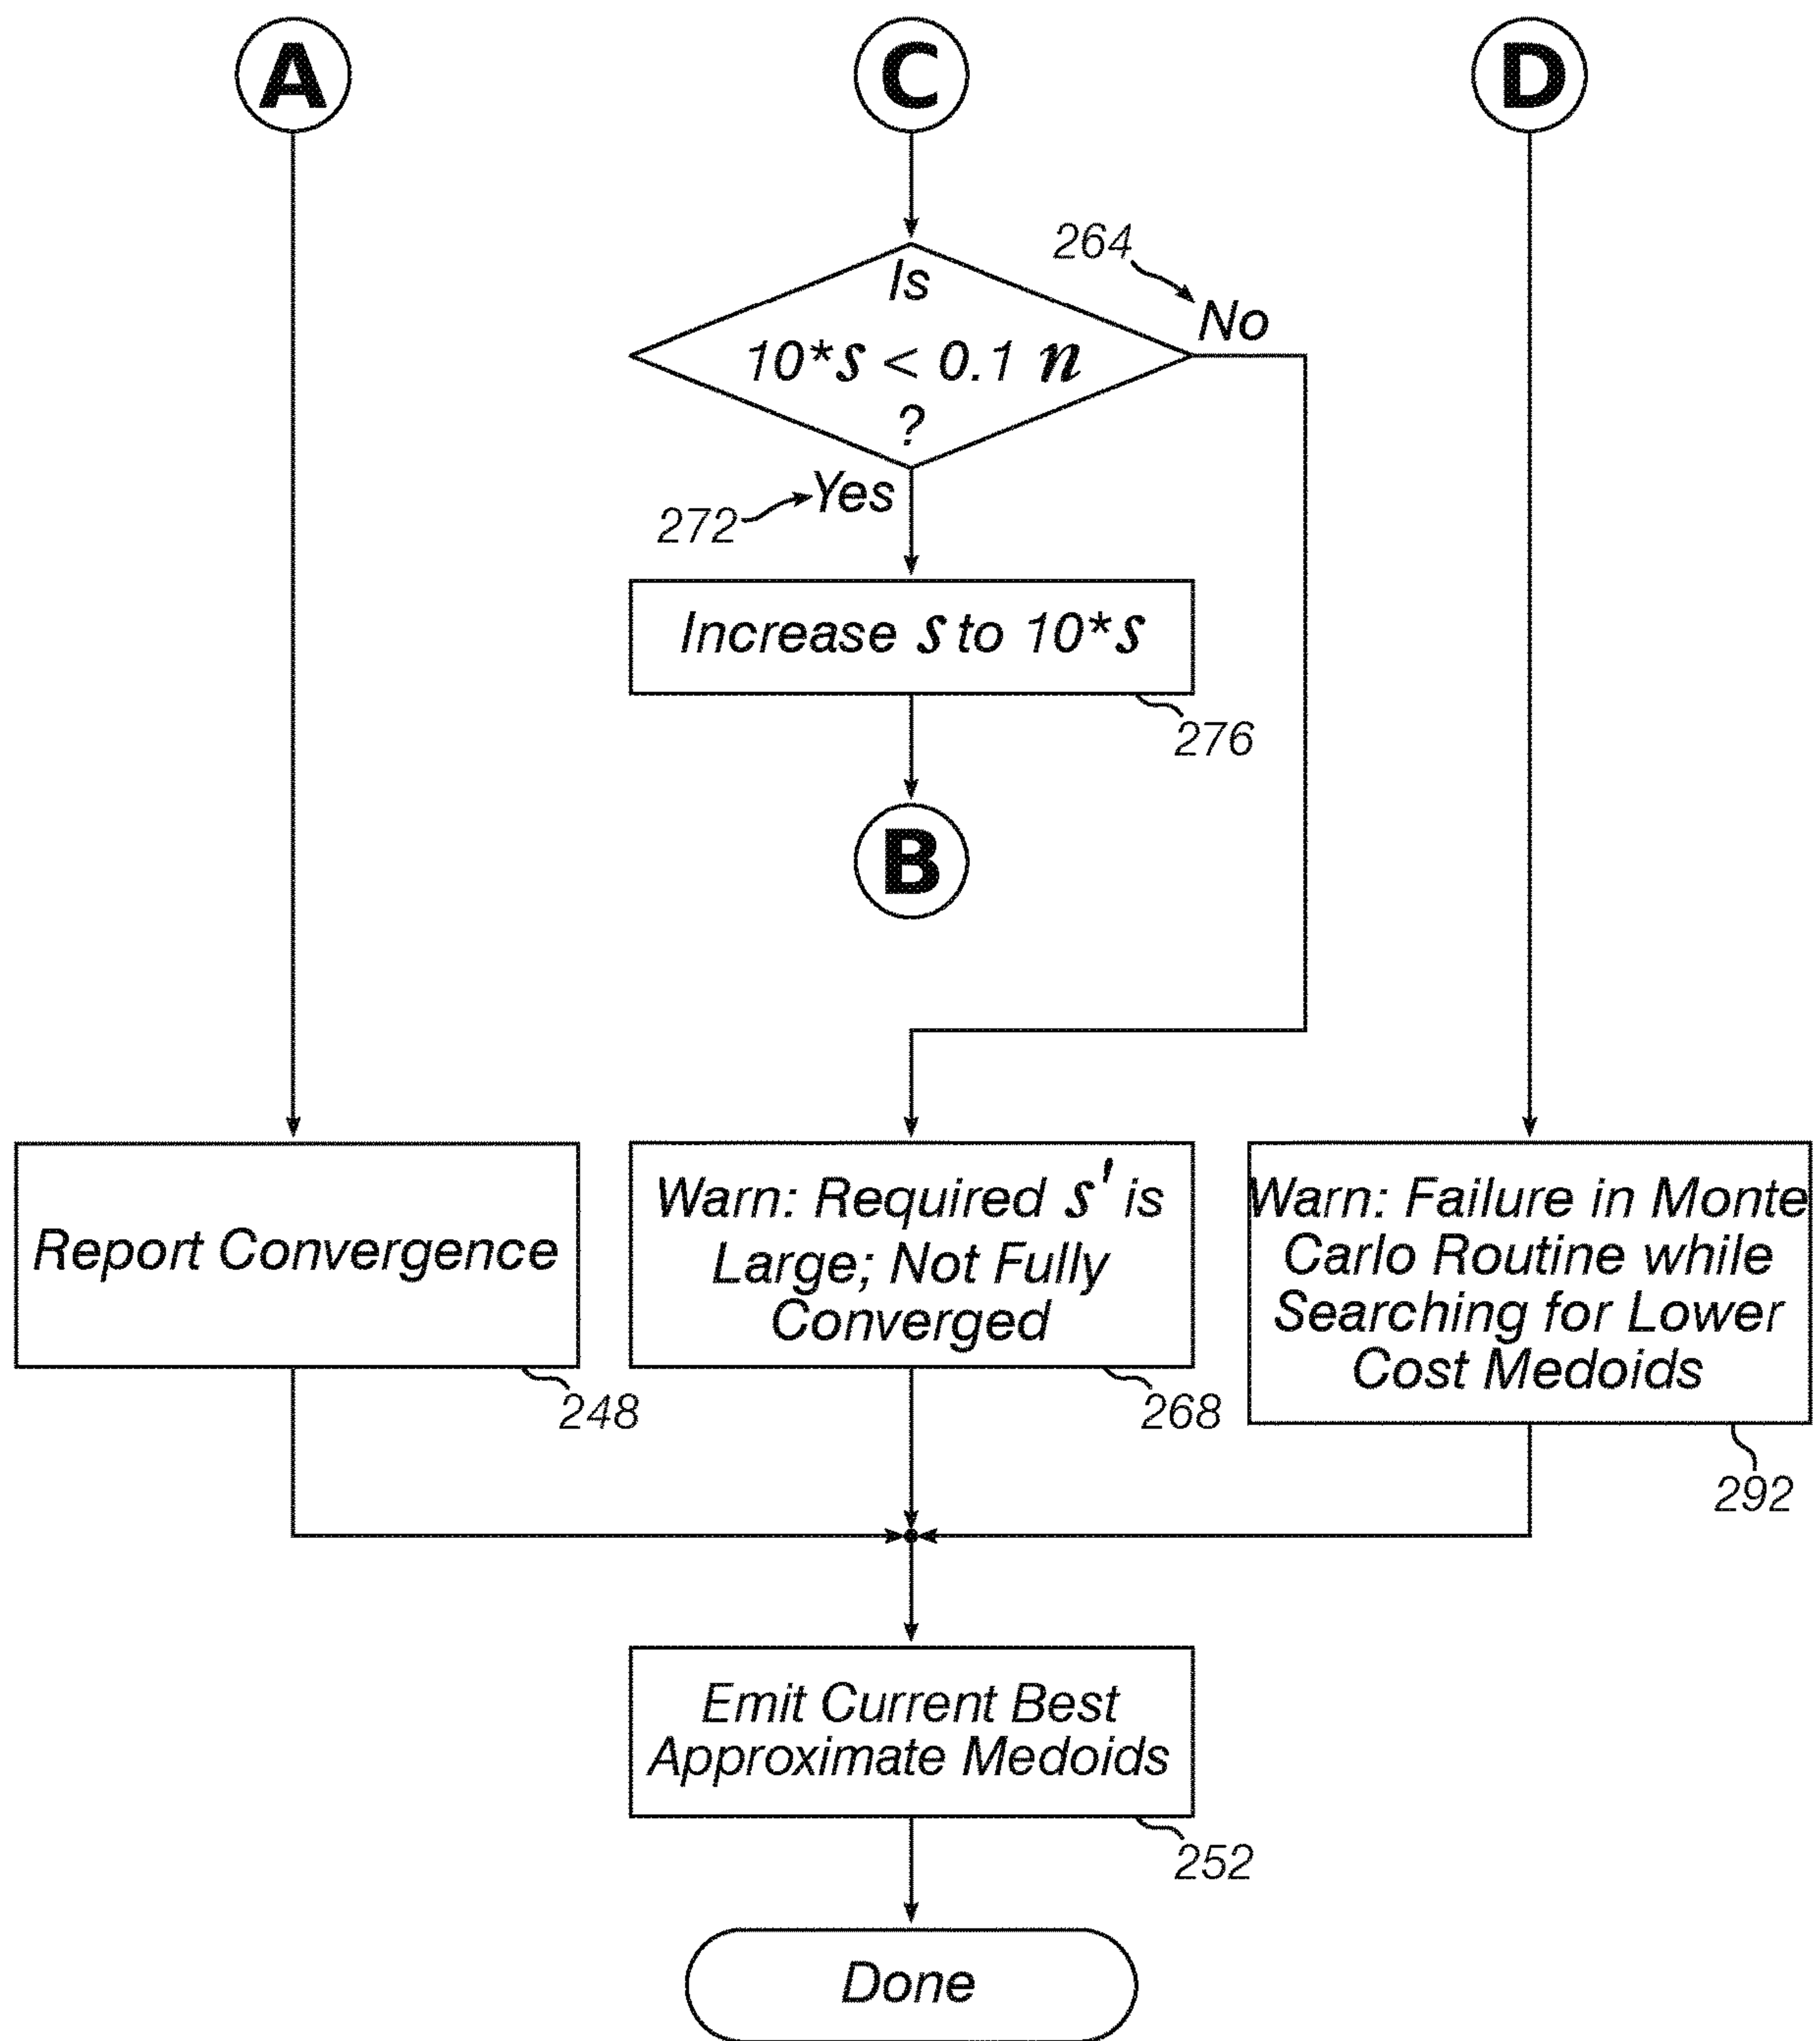 A
C
D
264
Is
No
10*s < 0.1 n
?
Yes
272
Increase s to 10*s
276
B
Report Convergence
248
Warn: Required s' is
Large; Not Fully
Converged
268
Warn: Failure in Monte
Carlo Routine while
Searching for Lower
Cost Medoids
292
Emit Current Best
Approximate Medoids
252
Done